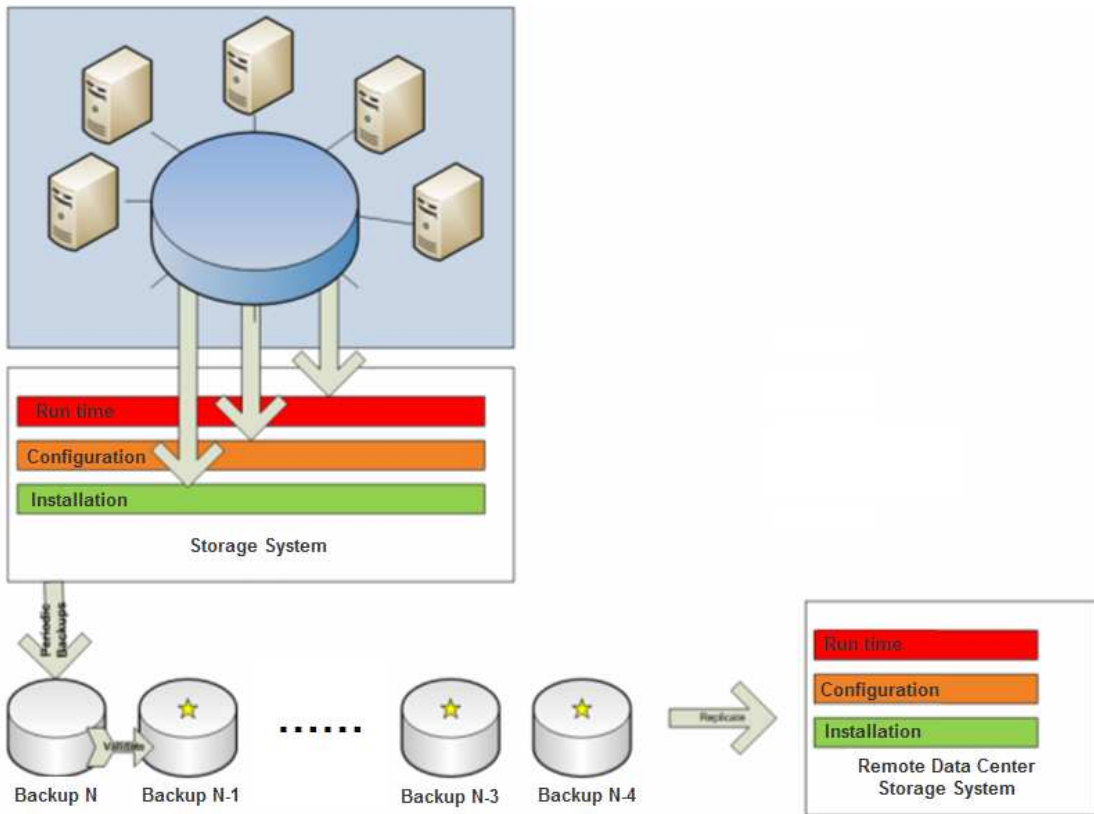 Run time
Configuration
Installation
Storage System
Periodic
Backups
Validate
Backup N
Backup N-1
......
Backup N-3
Backup N-4
Replicate
Run time
Configuration
Installation
Remote Data Center
Storage System